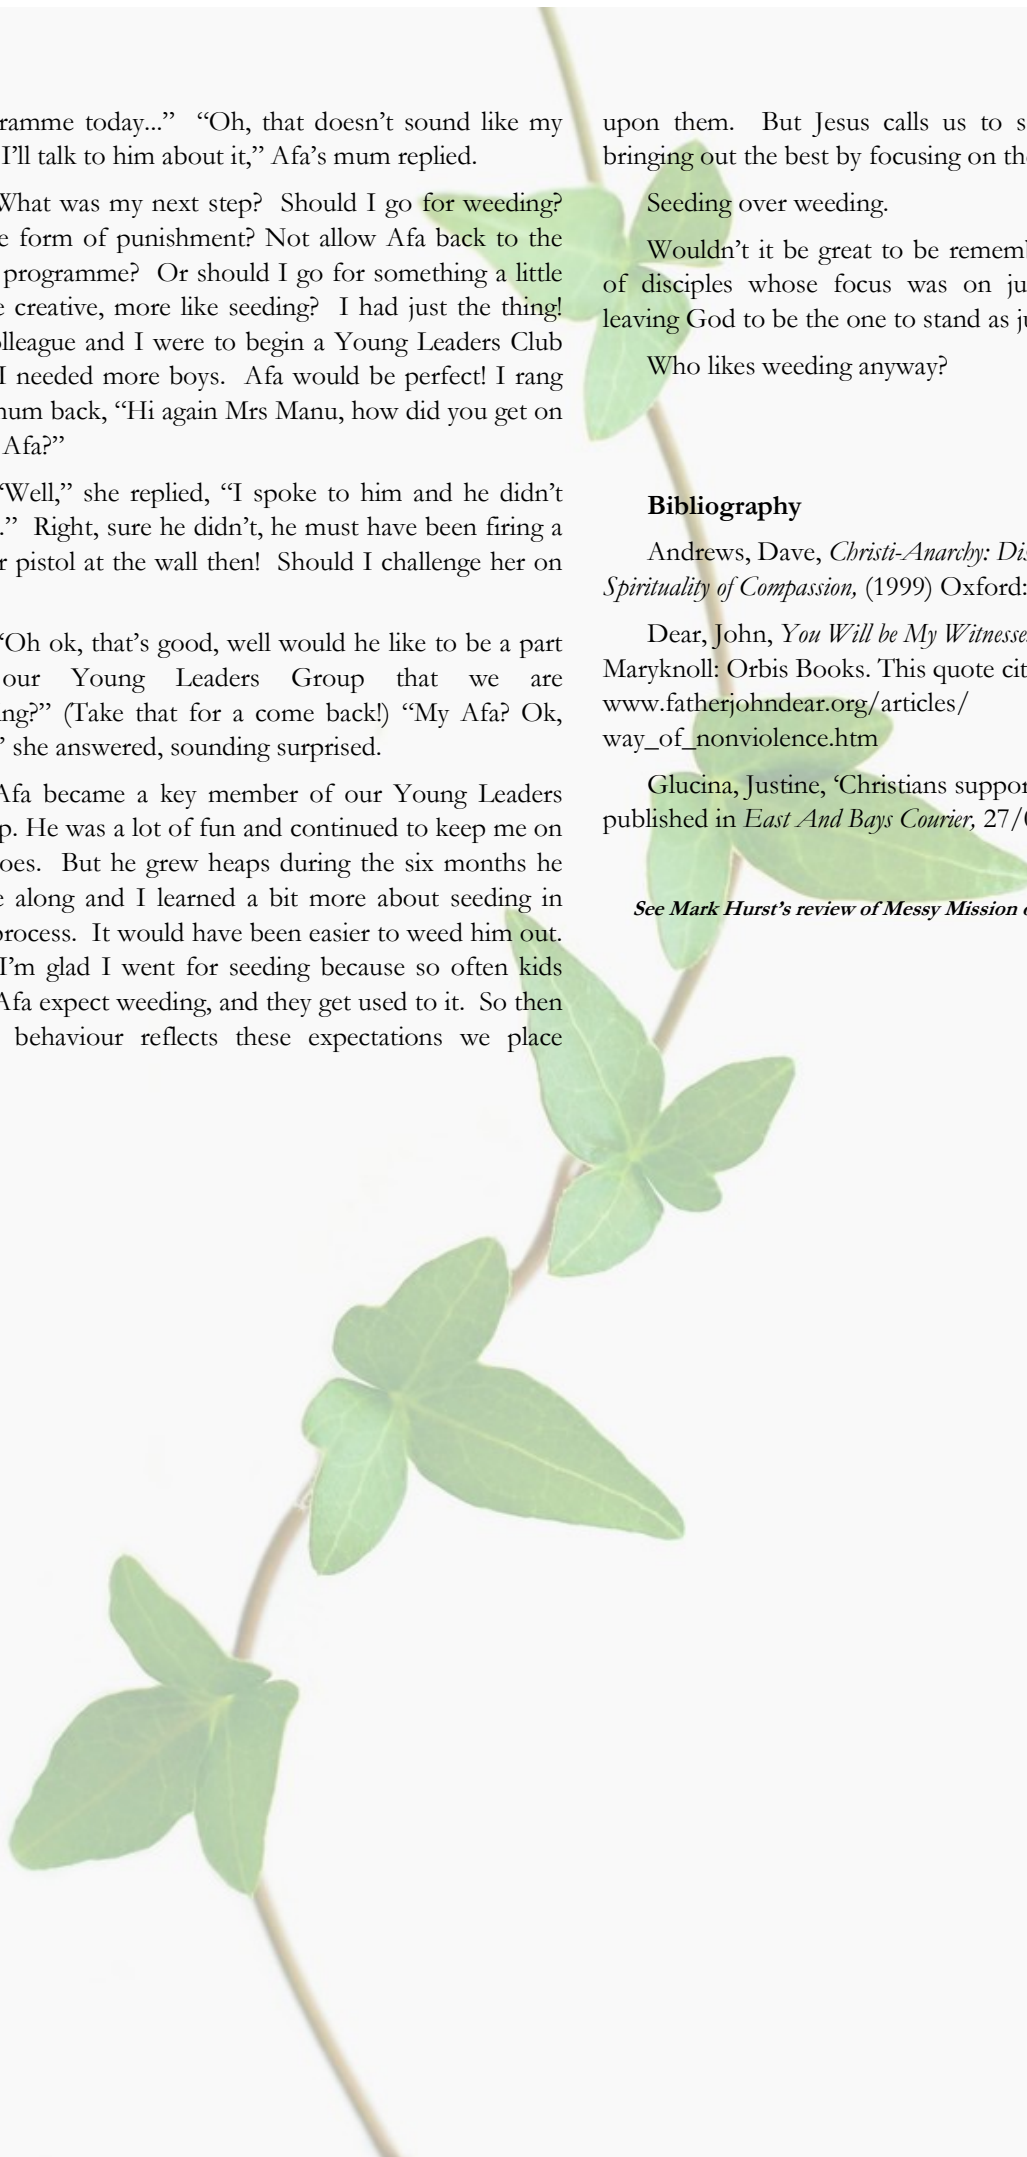 ramme today...” “Oh, that doesn’t sound like my
I’ll talk to him about it,” Afa’s mum replied.
What was my next step? Should I go for weeding?
e form of punishment? Not allow Afa back to the
programme? Or should I go for something a little
e creative, more like seeding? I had just the thing!
olleague and I were to begin a Young Leaders Club
I needed more boys. Afa would be perfect! I rang
mum back, “Hi again Mrs Manu, how did you get on
Afa?”
“Well,” she replied, “I spoke to him and he didn’t
.” Right, sure he didn’t, he must have been firing a
r pistol at the wall then! Should I challenge her on
“Oh ok, that’s good, well would he like to be a part
our Young Leaders Group that we are
ing?” (Take that for a come back!) “My Afa? Ok,
” she answered, sounding surprised.
Afa became a key member of our Young Leaders
p. He was a lot of fun and continued to keep me on
oes. But he grew heaps during the six months he
e along and I learned a bit more about seeding in
process. It would have been easier to weed him out.
I’m glad I went for seeding because so often kids
Afa expect weeding, and they get used to it. So then
behaviour reflects these expectations we place
upon them. But Jesus calls us to s
bringing out the best by focusing on the
Seeding over weeding.
Wouldn’t it be great to be rememb
of disciples whose focus was on ju
leaving God to be the one to stand as ju
Who likes weeding anyway?
Bibliography
Andrews, Dave, Christi-Anarchy: Dis
Spirituality of Compassion, (1999) Oxford:
Dear, John, You Will be My Witnesses
Maryknoll: Orbis Books. This quote cit
www.fatherjohndear.org/articles/
way_of_nonviolence.htm
Glucina, Justine, ‘Christians suppor
published in East And Bays Courier, 27/0
See Mark Hurst’s review of Messy Mission o